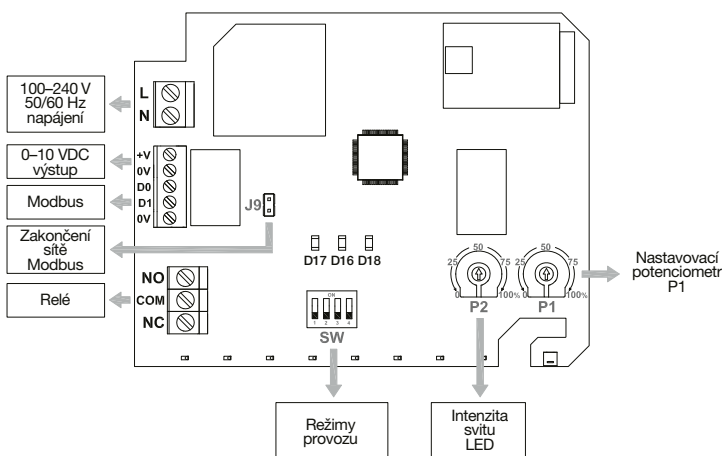 100–240 V
50/60 Hz
napájení
L
N
0–10 VDC
výstup
+V
0V
D0
D1
0V
Modbus
J9
Zakončení
sítě
Modbus
D17 D16 D18
NO
COM
NC
Relé
ON
1 2 3 4
SW
0 25 50 75 100%
P2
0 25 50 75 100%
P1
Nastavovací
potenciometr
P1
Režimy
provozu
Intenzita
svitu
LED